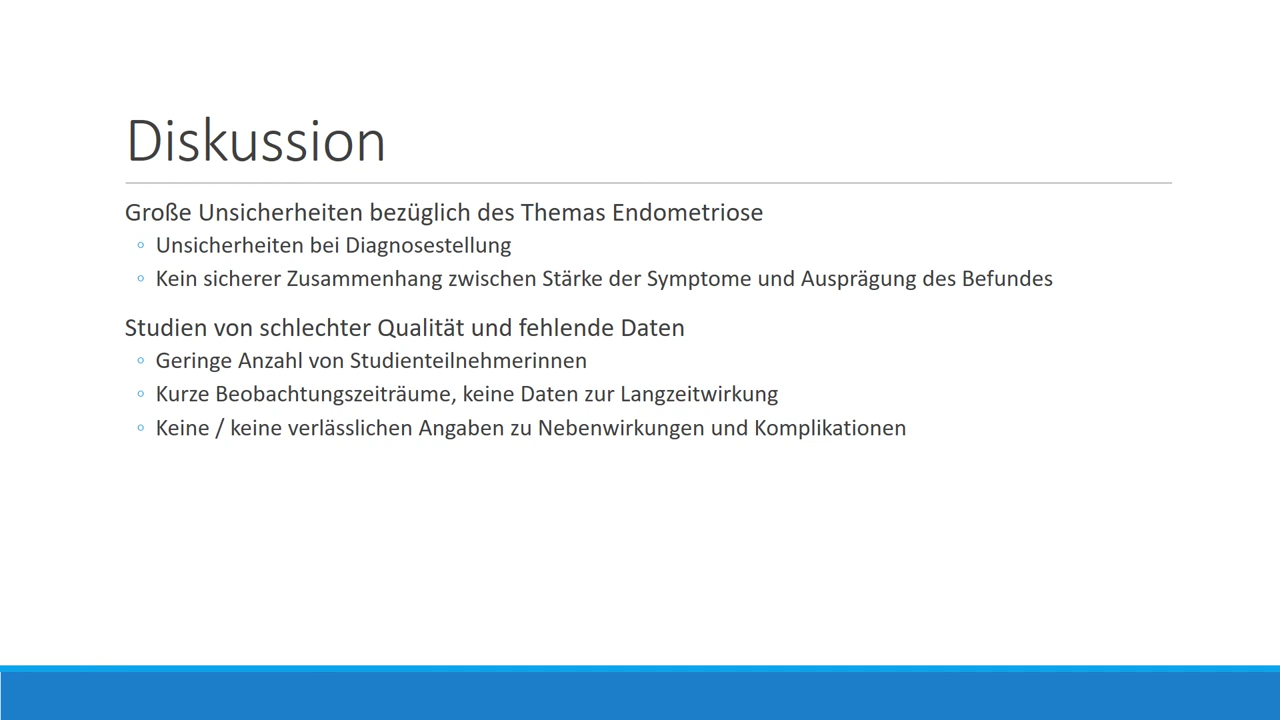 Diskussion
Große Unsicherheiten bezüglich des Themas Endometriose
◦ Unsicherheiten bei Diagnosestellung
◦ Kein sicherer Zusammenhang zwischen Stärke der Symptome und Ausprägung des Befundes
Studien von schlechter Qualität und fehlende Daten
◦ Geringe Anzahl von Studienteilnehmerinnen
◦ Kurze Beobachtungszeiträume, keine Daten zur Langzeitwirkung
◦ Keine / keine verlässlichen Angaben zu Nebenwirkungen und Komplikationen